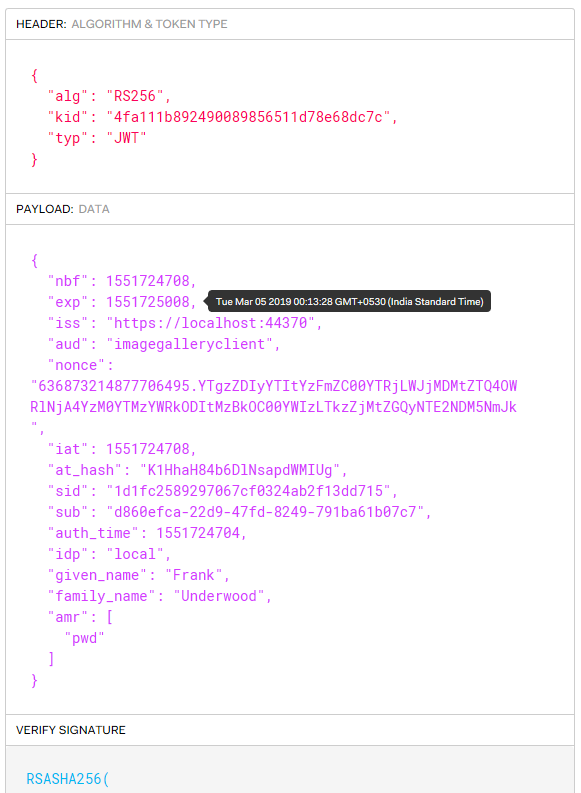 HEADER: ALGORITHM & TOKEN TYPE
{
"alg": "RS256",
"kid": "4fa111b892490089856511d78e68dc7c",
"typ": "JWT"
}
PAYLOAD: DATA
{
"nbf": 1551724708,
"exp": 1551725008, Tue Mar 05 2019 00:13:28 GMT+0530 (India Standard Time)
"iss": "https://localhost:44370",
"aud": "imagegalleryclient",
"nonce":
"636873214877706495.YTgzZDIyYTItYzFmZC00YTRjLWJjMDMtZTQ4OW
RlNjA4YzM0YTMzYWRkODItMzBkOC00YWIzLTkzZjMtZGQyNTE2NDM5NmJk
",
"iat": 1551724708,
"at_hash": "K1HhaH84b6DlNsapdWMIUg",
"sid": "1d1fc2589297067cf0324ab2f13dd715",
"sub": "d860efca-22d9-47fd-8249-791ba61b07c7",
"auth_time": 1551724704,
"idp": "local",
"given_name": "Frank",
"family_name": "Underwood",
"amr": [
"pwd"
]
}
VERIFY SIGNATURE
RSASHA256(